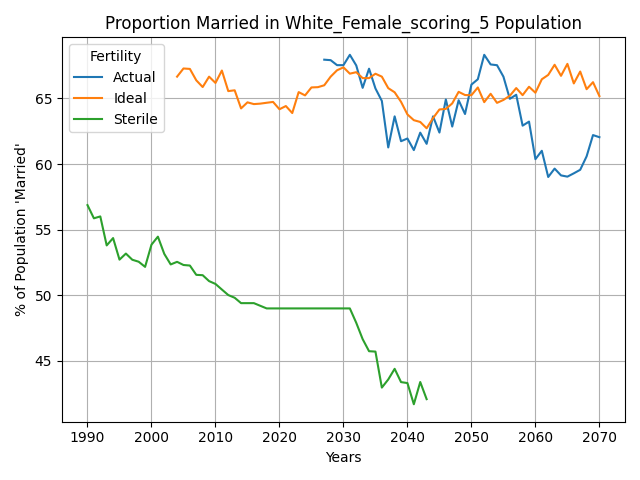 Proportion Married in White_Female_scoring_5 Population
Fertility
Actual
Ideal
Sterile
% of Population 'Married'
65
60
55
50
45
1990 2000 2010 2020 2030 2040 2050 2060 2070
Years